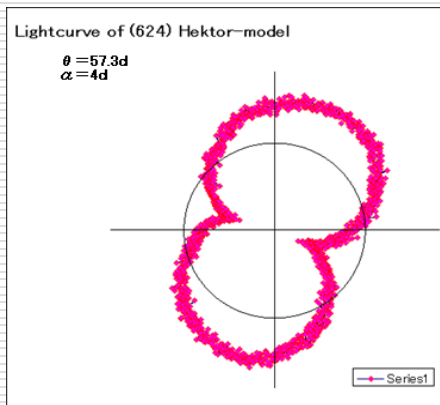 Lightcurve of (624) Hektor-model
θ=57.3d
α=4d
Series1